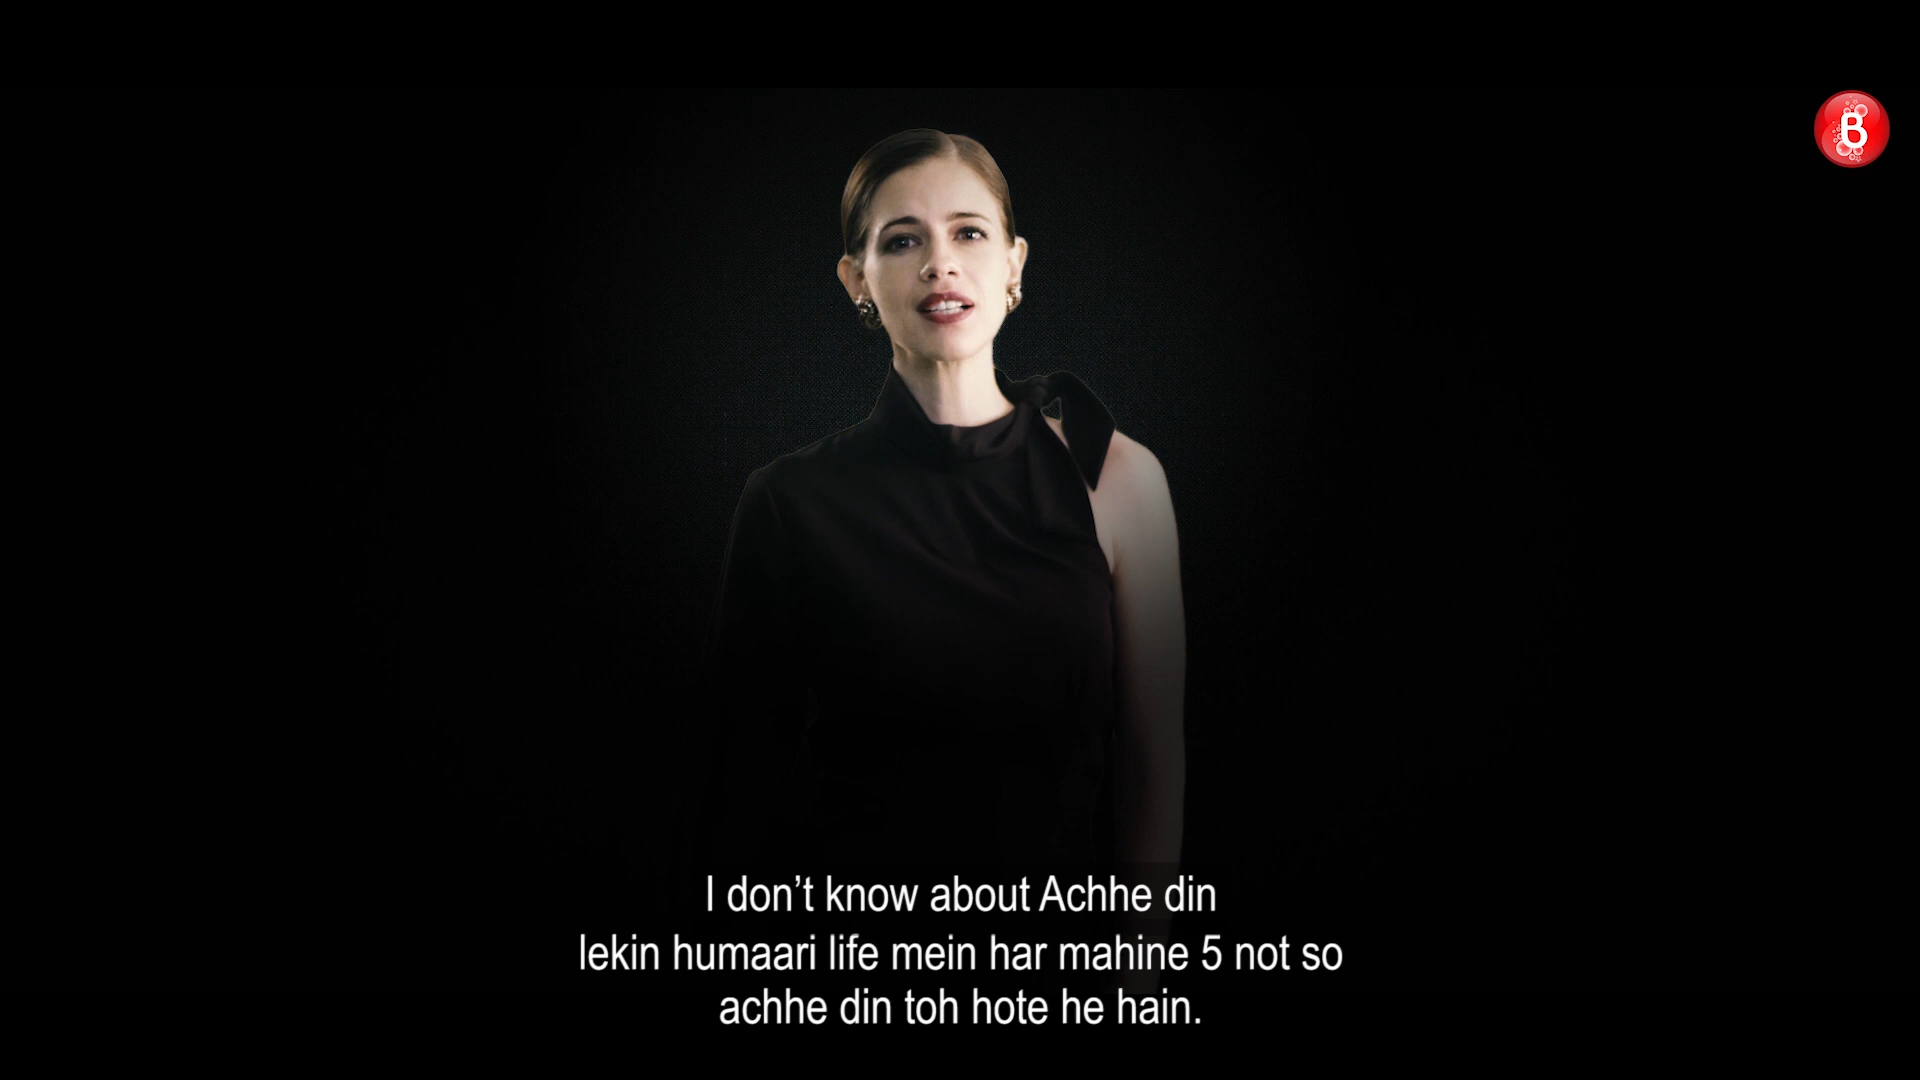 B
I don’t know about Achhe din
lekin humaari life mein har mahine 5 not so
achhe din toh hote he hain.